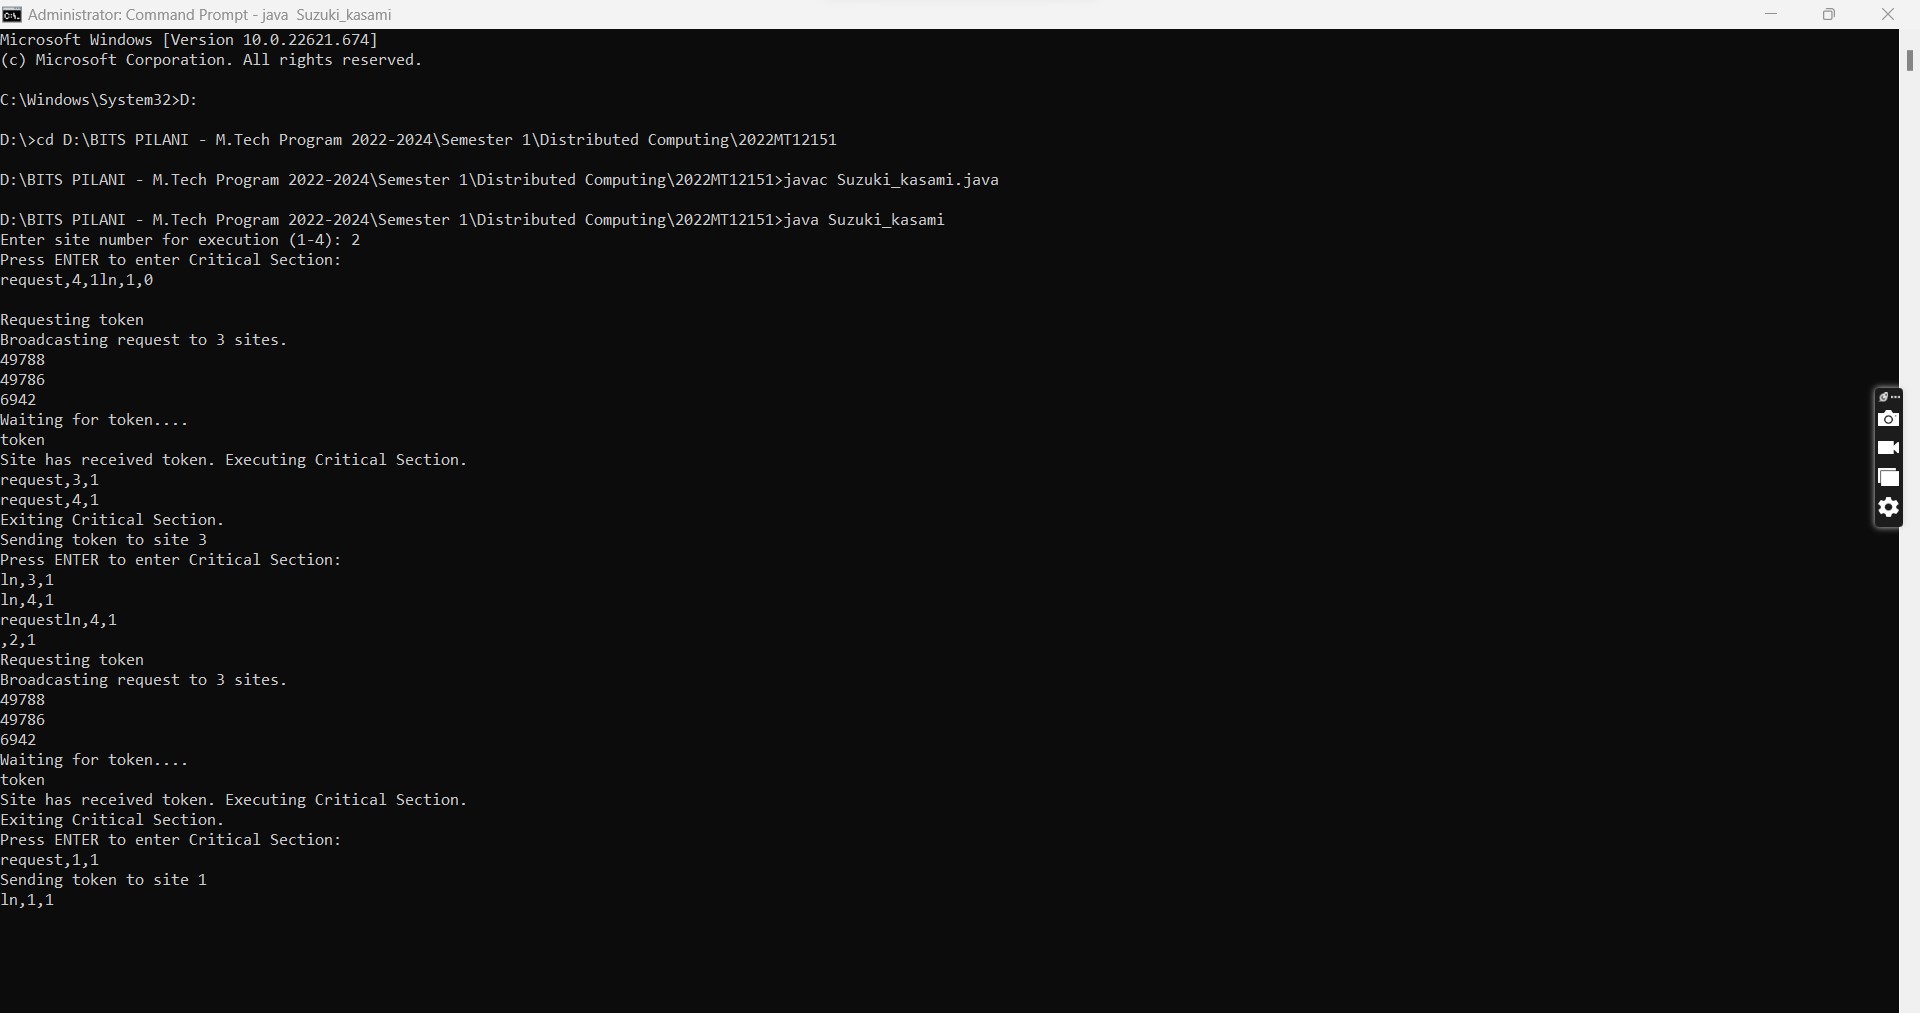 Administrator: Command Prompt - java  Suzuki_kasami
Microsoft Windows [Version 10.0.22621.674]
(c) Microsoft Corporation. All rights reserved.
C:\Windows\System32>D:
D:\>cd D:\BITS PILANI - M.Tech Program 2022-2024\Semester 1\Distributed Computing\2022MT12151
D:\BITS PILANI - M.Tech Program 2022-2024\Semester 1\Distributed Computing\2022MT12151>javac Suzuki_kasami.java
D:\BITS PILANI - M.Tech Program 2022-2024\Semester 1\Distributed Computing\2022MT12151>java Suzuki_kasami
Enter site number for execution (1-4): 2
Press ENTER to enter Critical Section:
request,4,1ln,1,0
Requesting token
Broadcasting request to 3 sites.
49788
49786
6942
Waiting for token....
token
Site has received token. Executing Critical Section.
request,3,1
request,4,1
Exiting Critical Section.
Sending token to site 3
Press ENTER to enter Critical Section:
ln,3,1
ln,4,1
requestln,4,1
,2,1
Requesting token
Broadcasting request to 3 sites.
49788
49786
6942
Waiting for token....
token
Site has received token. Executing Critical Section.
Exiting Critical Section.
Press ENTER to enter Critical Section:
request,1,1
Sending token to site 1
ln,1,1